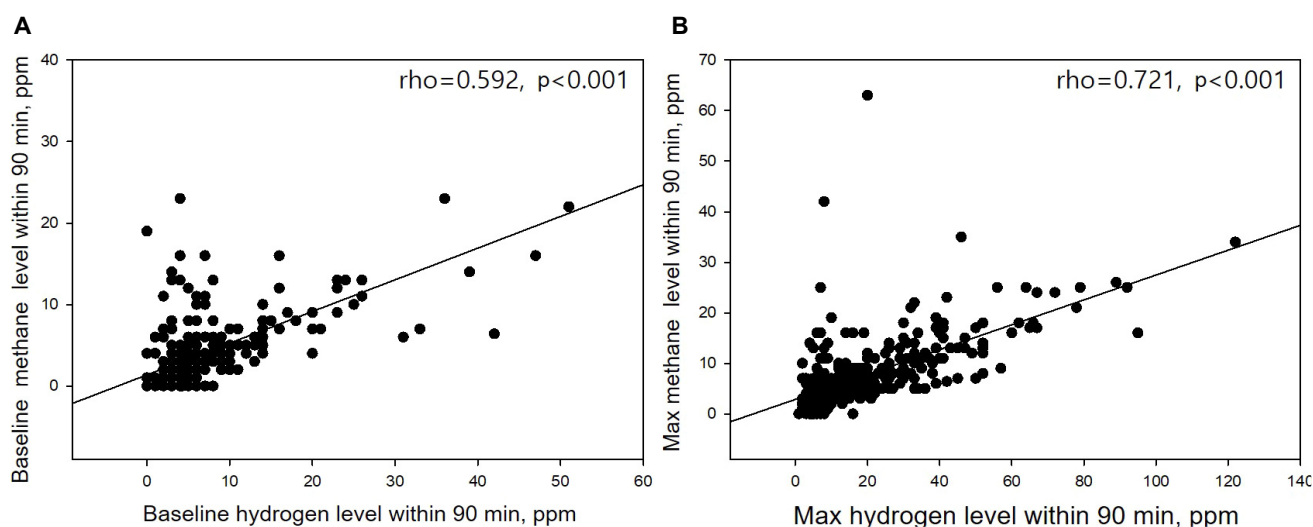 A
Baseline methane level within 90 min, ppm
40
30
20
10
0
rho=0.592, p<0.001
0 10 20 30 40 50 60
Baseline hydrogen level within 90 min, ppm
B
Max methane level within 90 min, ppm
70
60
50
40
30
20
10
0
rho=0.721, p<0.001
0 20 40 60 80 100 120 140
Max hydrogen level within 90 min, ppm